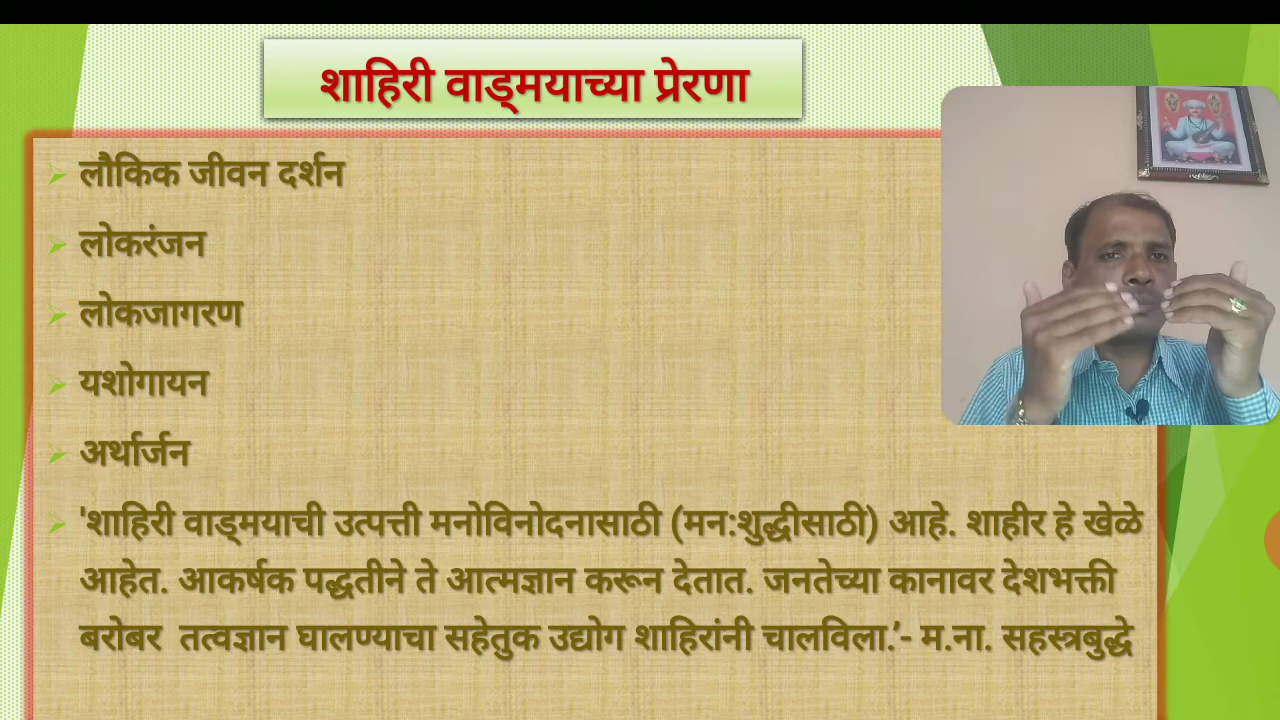 शाहिरी वाड्मयाच्या प्रेरणा
लौकिक जीवन दर्शन
लोकरंजन
लोकजागरण
यशोगायन
अर्थार्जन
'शाहिरी वाड्मयाची उत्पत्ती मनोविनोदनासाठी (मन:शुद्धीसाठी) आहे. शाहीर हे खेळे
आहेत. आकर्षक पद्धतीने ते आत्मज्ञान करून देतात. जनतेच्या कानावर देशभक्ती
बरोबर तत्वज्ञान घालण्याचा सहेतुक उद्योग शाहिरांनी चालविला.’- म.ना. सहस्त्रबुद्धे